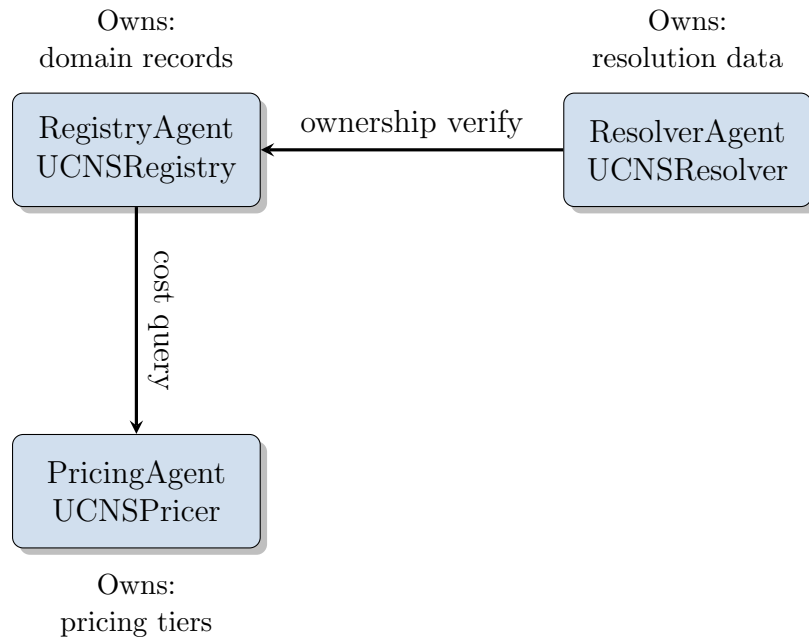 Owns:
domain records
Owns:
resolution data
RegistryAgent
UCNSRegistry
ownership verify
ResolverAgent
UCNSResolver
cost query
PricingAgent
UCNSPricer
Owns:
pricing tiers